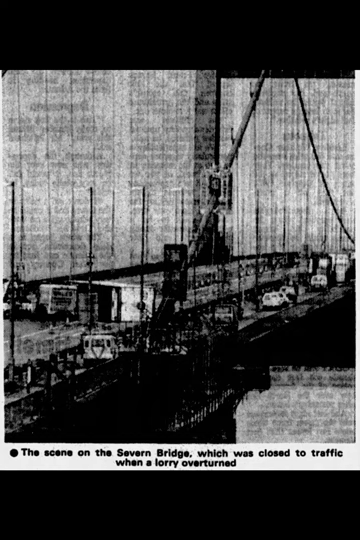 ● The scene on the Severn Bridge, which was closed to traffic
when a lorry overturned